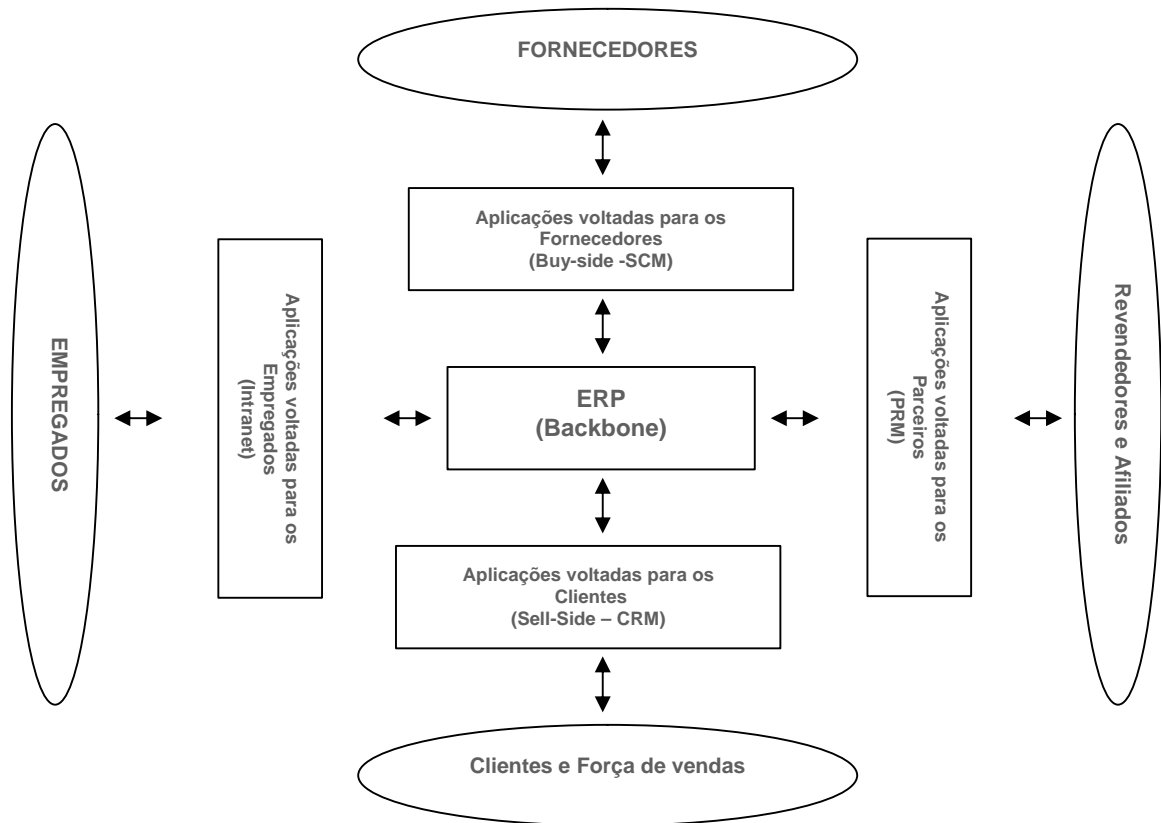 FORNECEDORES
Aplicações voltadas para os
Fornecedores
(Buy-side -SCM)
EMPREGADOS
Aplicações voltadas para os
Empregados
(Intranet)
ERP
(Backbone)
Aplicações voltadas para os
Parceiros
(PRM)
Revendedores e Afiliados
Aplicações voltadas para os
Clientes
(Sell-Side – CRM)
Clientes e Força de vendas